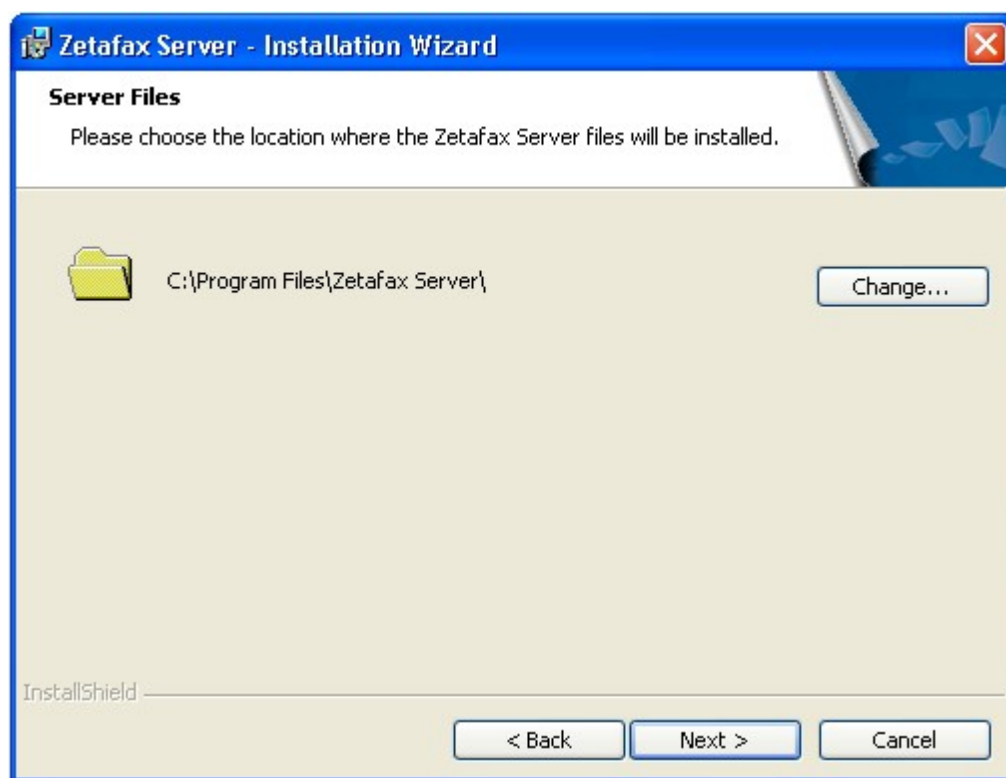 Zetafax Server - Installation Wizard
Server Files
Please choose the location where the Zetafax Server files will be installed.
C:\Program Files\Zetafax Server\
Change...
InstallShield
< Back
Next >
Cancel